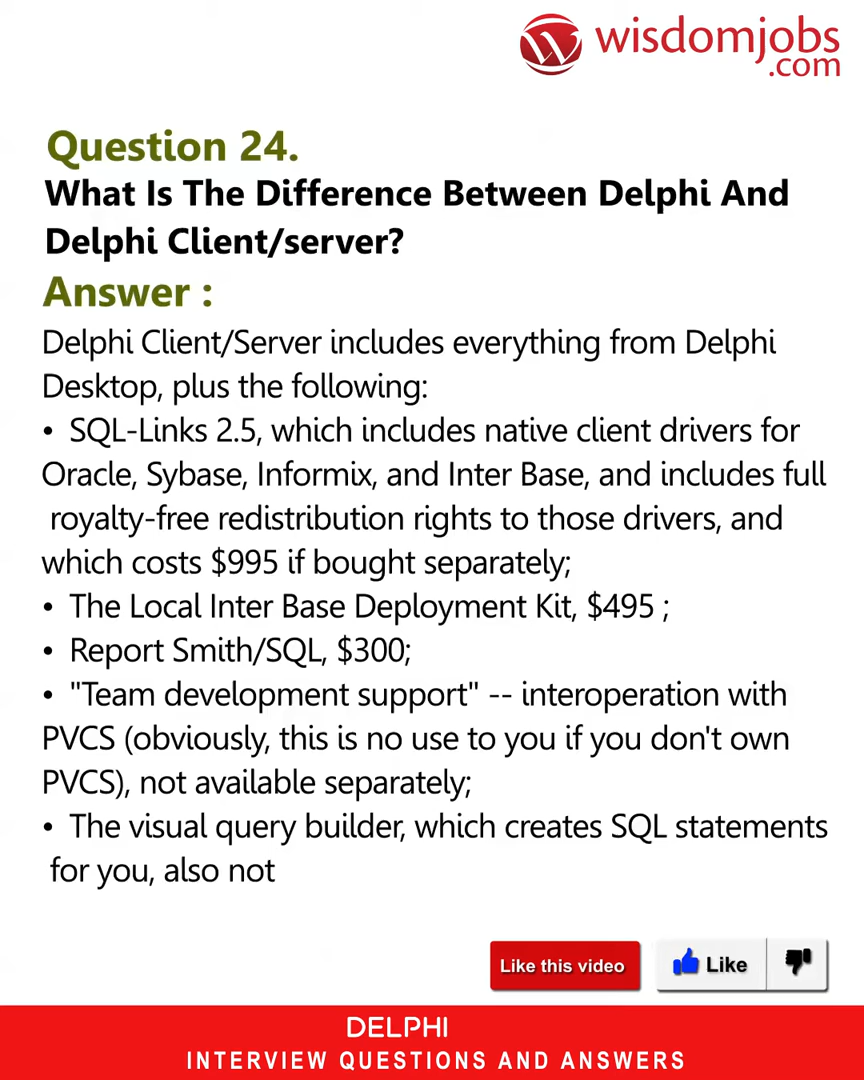 wisdomjobs
.com
Question 24.
What Is The Difference Between Delphi And
Delphi Client/server?
Answer :
Delphi Client/Server includes everything from Delphi
Desktop, plus the following:
• SQL-Links 2.5, which includes native client drivers for
Oracle, Sybase, Informix, and Inter Base, and includes full
royalty-free redistribution rights to those drivers, and
which costs $995 if bought separately;
• The Local Inter Base Deployment Kit, $495 ;
• Report Smith/SQL, $300;
• "Team development support" -- interoperation with
PVCS (obviously, this is no use to you if you don't own
PVCS), not available separately;
• The visual query builder, which creates SQL statements
for you, also not
Like this video
Like
DELPHI
INTERVIEW QUESTIONS AND ANSWERS